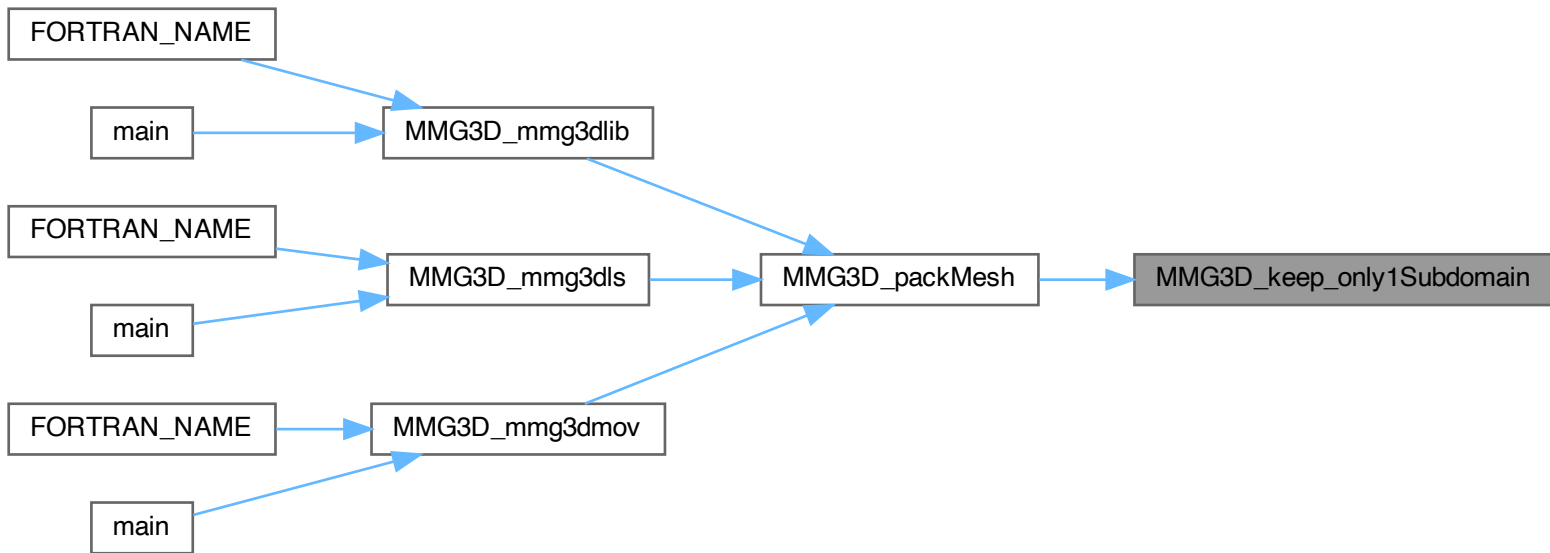 FORTRAN_NAME
main
MMG3D_mmg3dlib
FORTRAN_NAME
main
MMG3D_mmg3dls
MMG3D_packMesh
MMG3D_keep_only1Subdomain
FORTRAN_NAME
main
MMG3D_mmg3dmov